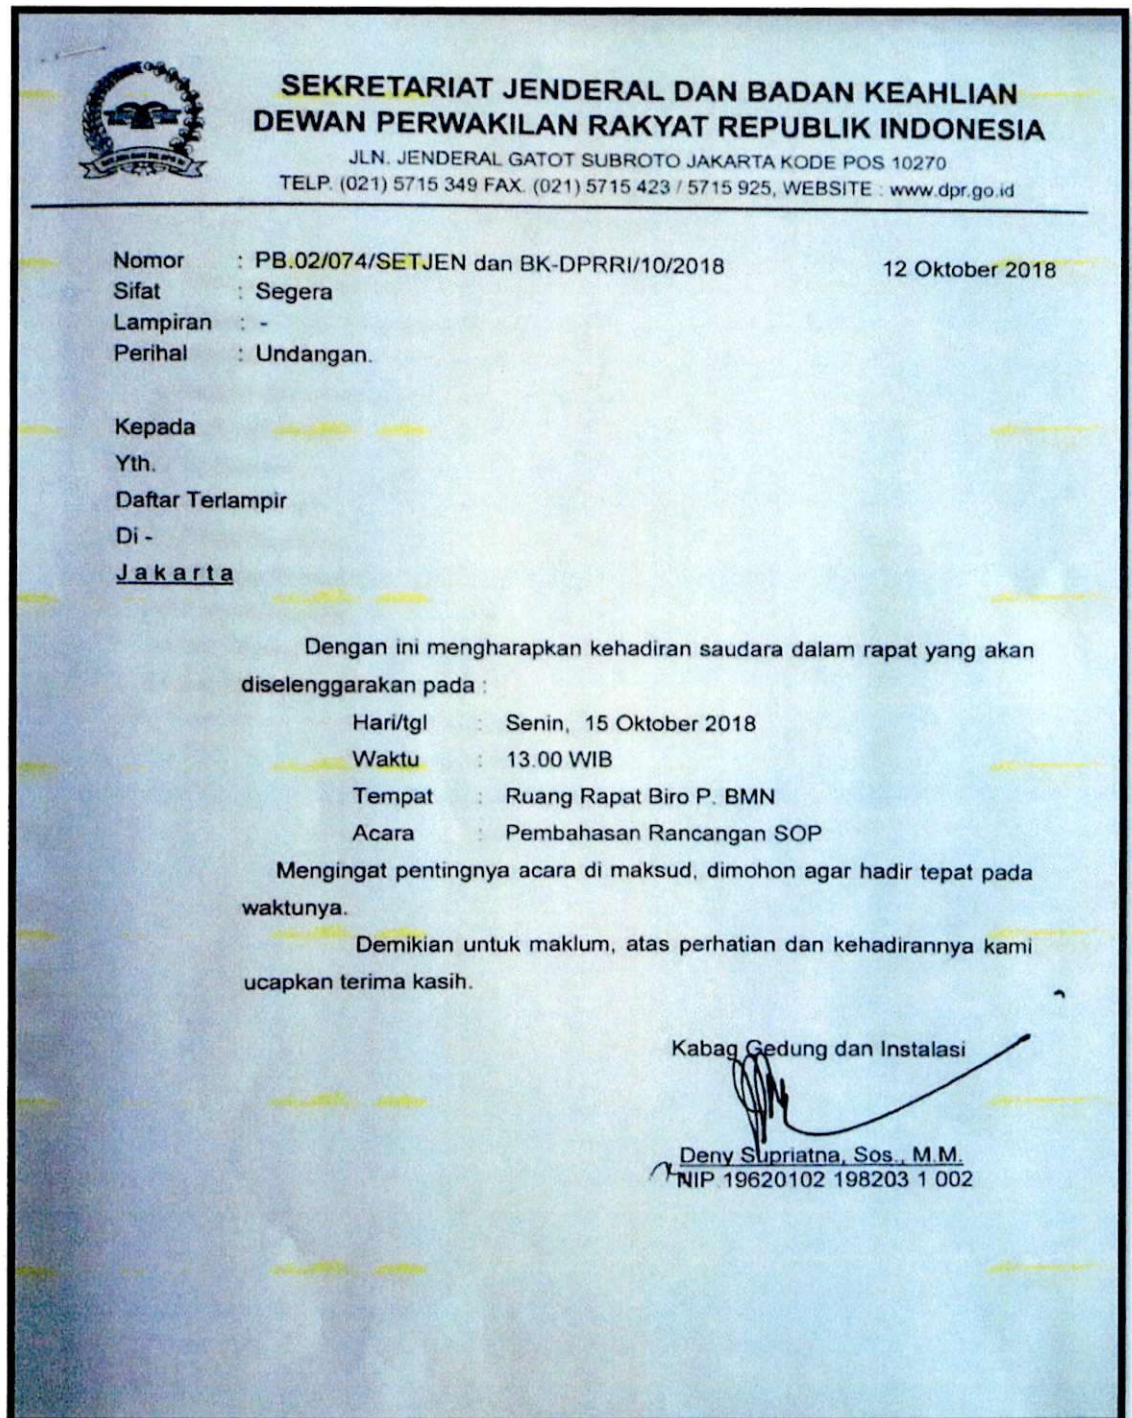 SEKRETARIAT JENDERAL DAN BADAN KEAHLIAN
DEWAN PERWAKILAN RAKYAT REPUBLIK INDONESIA
JLN. JENDERAL GATOT SUBROTO JAKARTA KODE POS 10270
TELP. (021) 5715 349 FAX. (021) 5715 423 / 5715 925, WEBSITE : www.dpr.go.id
Nomor : PB.02/074/SETJEN dan BK-DPRRI/10/2018 12 Oktober 2018
Sifat : Segera
Lampiran : -
Perihal : Undangan.
Kepada
Yth.
Daftar Terlampir
Di -
Jakarta
Dengan ini mengharapkan kehadiran saudara dalam rapat yang akan
diselenggarakan pada :
Hari/tgl : Senin, 15 Oktober 2018
Waktu : 13.00 WIB
Tempat : Ruang Rapat Biro P. BMN
Acara : Pembahasan Rancangan SOP
Mengingat pentingnya acara di maksud, dimohon agar hadir tepat pada
waktunya.
Demikian untuk maklum, atas perhatian dan kehadirannya kami
ucapkan terima kasih.
Kabag Gedung dan Instalasi
Deny Supriatna, Sos., M.M.
NIP 19620102 198203 1 002